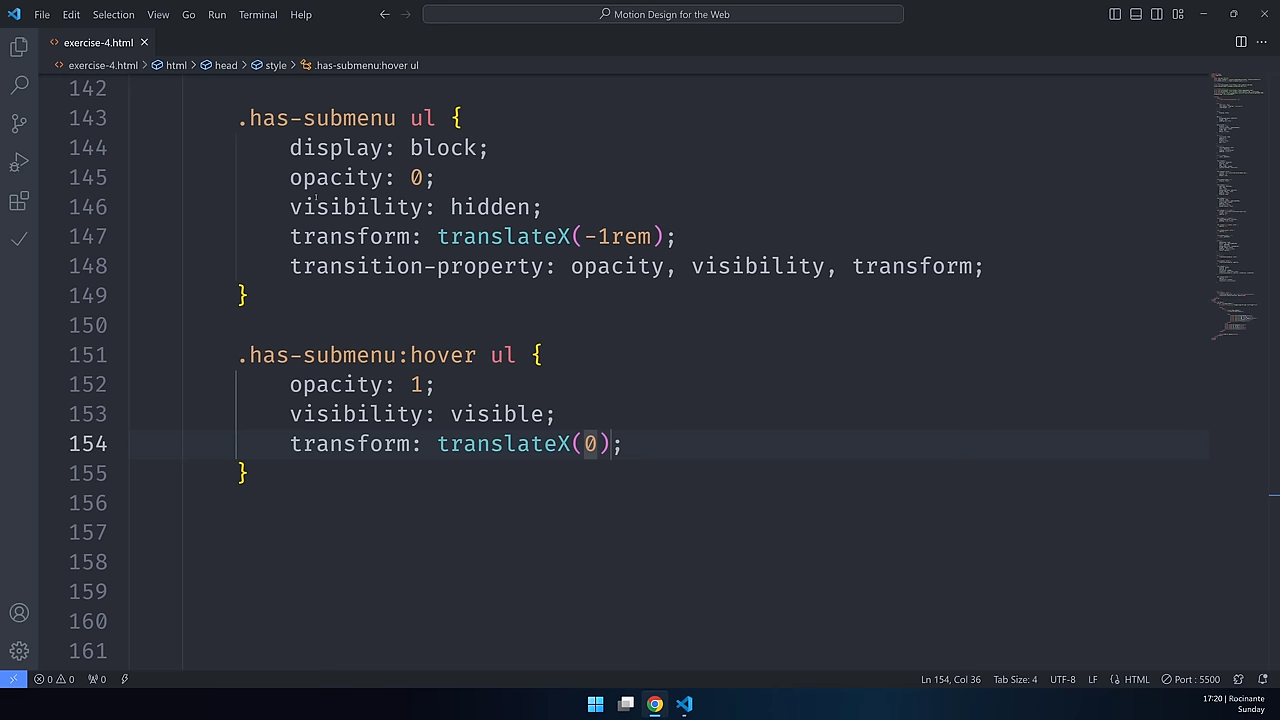 File Edit Selection View Go Run Terminal Help
Motion Design for the Web
exercise-4.html
exercise-4.html > html > head > style > .has-submenu:hover ul
142
143 .has-submenu ul {
144 display: block;
145 opacity: 0;
146 visibility: hidden;
147 transform: translateX(-1rem);
148 transition-property: opacity, visibility, transform;
149 }
150
151 .has-submenu:hover ul {
152 opacity: 1;
153 visibility: visible;
154 transform: translateX(0);
155 }
156
157
158
159
160
161
0 0 0 Ln 154, Col 36 Tab Size: 4 UTF-8 LF HTML Port : 5500
17:20 | Rocinante
Sunday